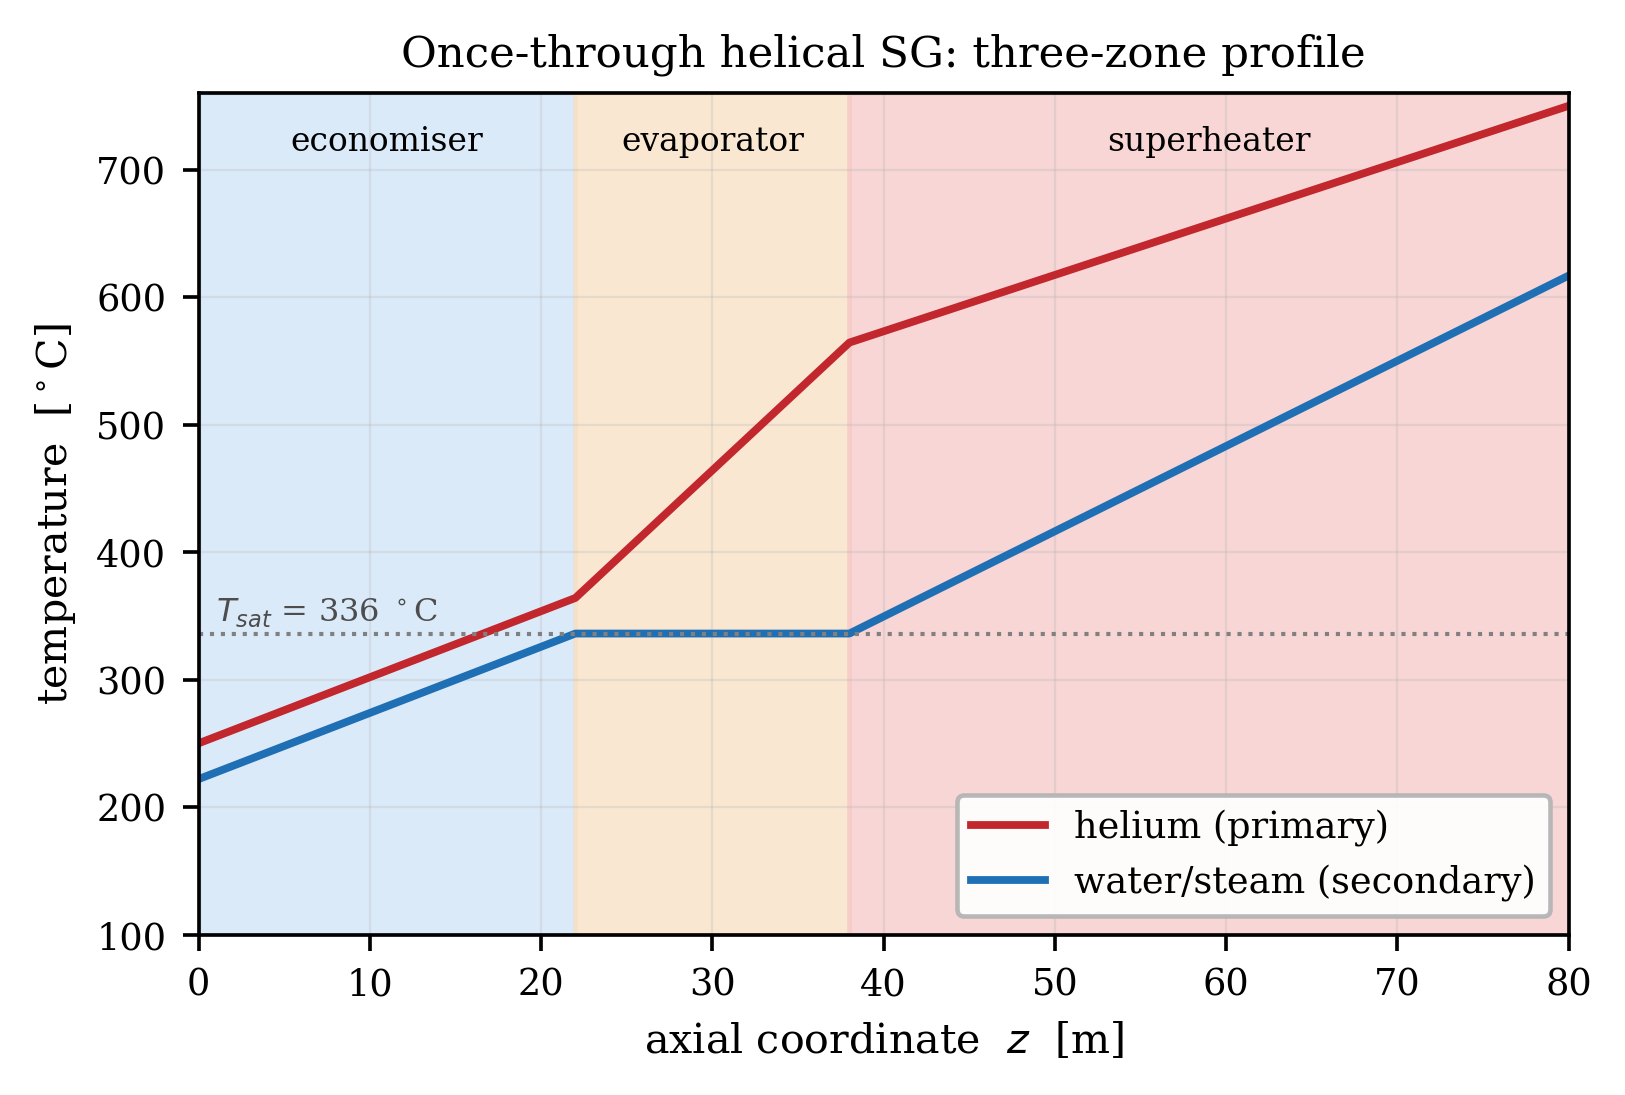 Once-through helical SG: three-zone profile
economiser
evaporator
superheater
temperature [°C]
700
600
500
400
300
200
100
T_sat = 336 °C
helium (primary)
water/steam (secondary)
0 10 20 30 40 50 60 70 80
axial coordinate z [m]